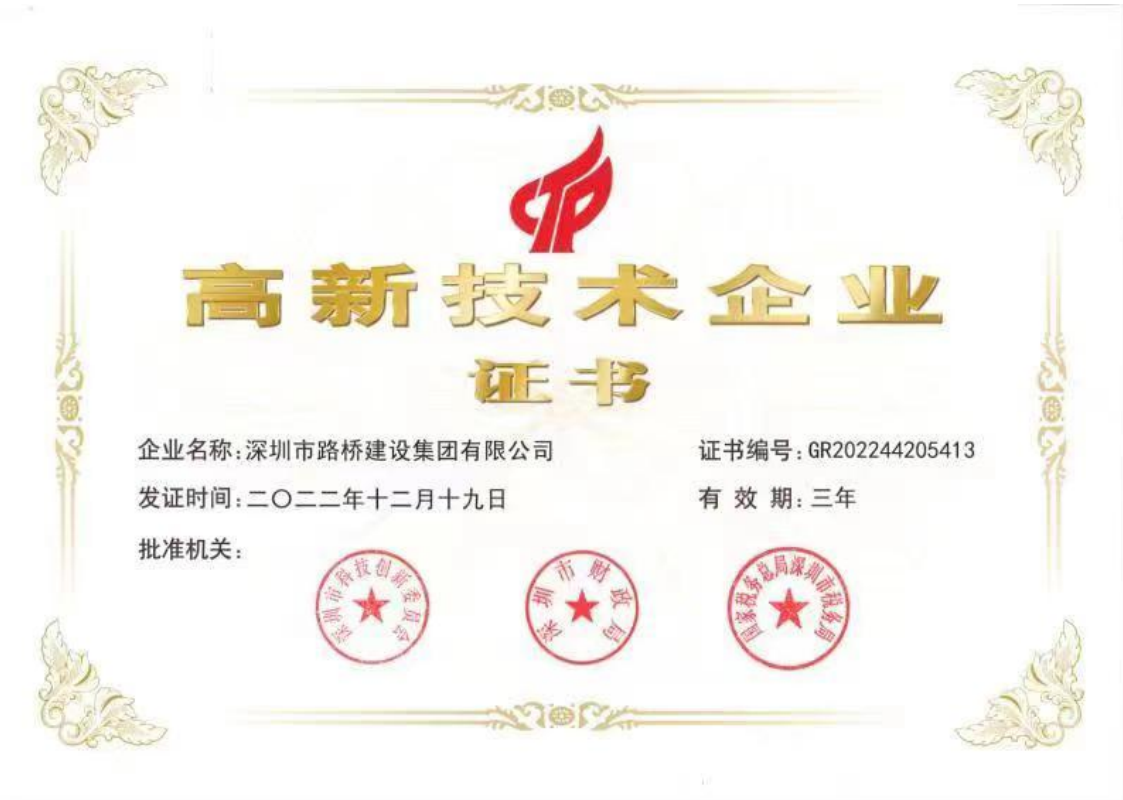 CTP
高新技术企业
证书
企业名称:深圳市路桥建设集团有限公司
证书编号:GR202244205413
发证时间:二〇二二年十二月十九日
有 效 期:三年
批准机关:
深圳市科技创新委员会
深圳市财政局
国家税务总局深圳市税务局